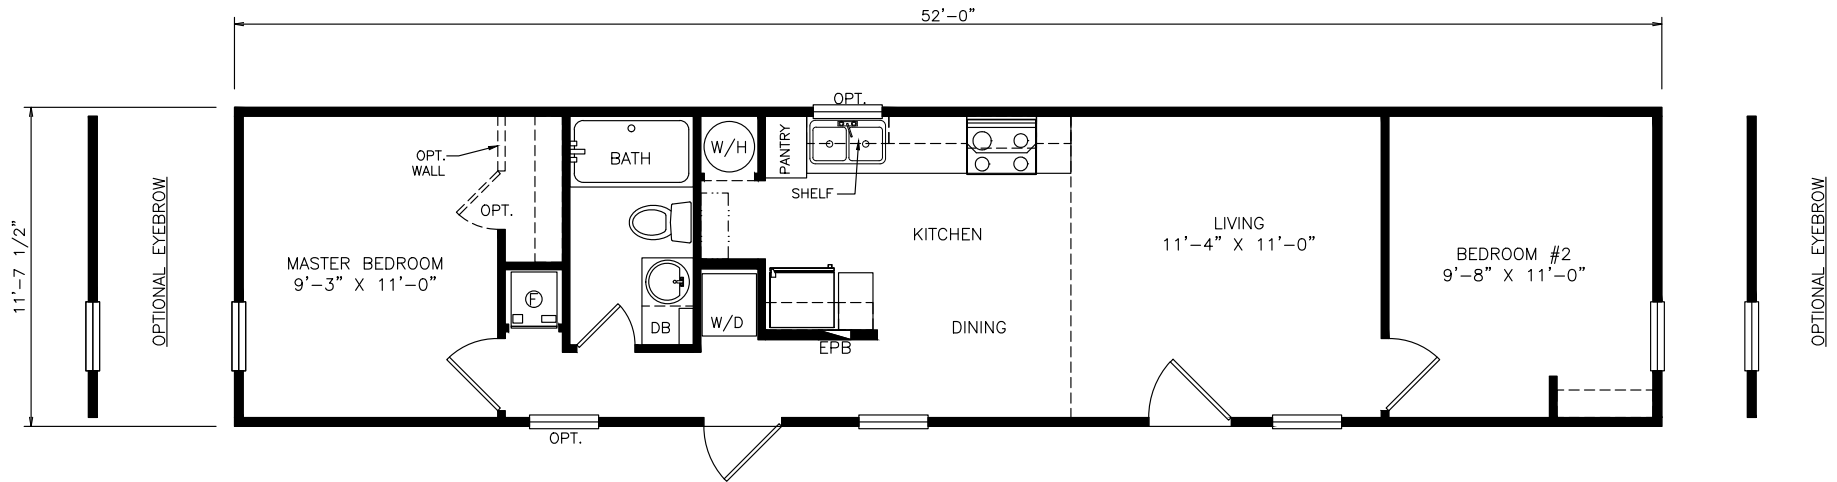 52'-0"
11'-7 1/2"
OPTIONAL EYEBROW
OPT.
OPT.
WALL
OPT.
MASTER BEDROOM
9'-3" X 11'-0"
F
BATH
DB
W/H
W/D
PANTRY
SHELF
KITCHEN
DINING
EPB
LIVING
11'-4" X 11'-0"
BEDROOM #2
9'-8" X 11'-0"
OPT.
OPTIONAL EYEBROW